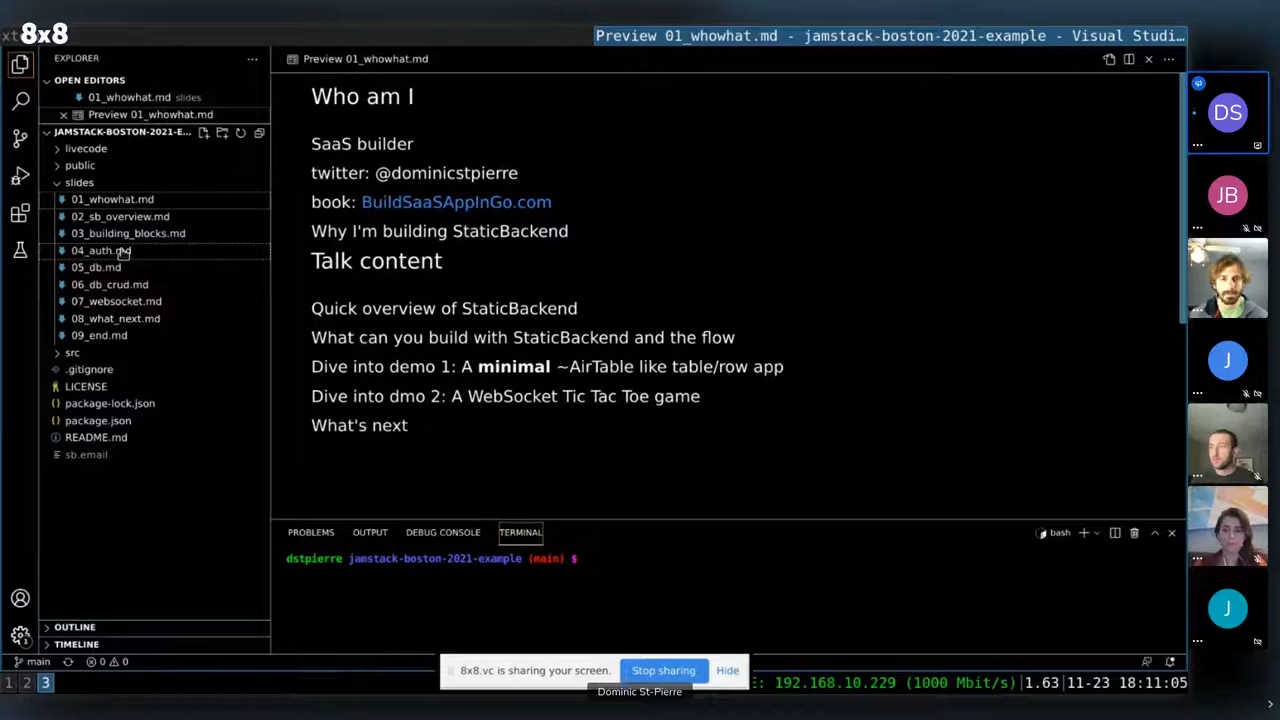 8x8
xt
Preview 01_whowhat.md - jamstack-boston-2021-example - Visual Studi...
EXPLORER
OPEN EDITORS
01_whowhat.md slides
Preview 01_whowhat.md
JAMSTACK-BOSTON-2021-E...
livecode
public
slides
01_whowhat.md
02_sb_overview.md
03_building_blocks.md
04_auth.md
05_db.md
06_db_crud.md
07_websocket.md
08_what_next.md
09_end.md
src
.gitignore
LICENSE
package-lock.json
package.json
README.md
sb.email
OUTLINE
TIMELINE
Preview 01_whowhat.md
Who am I
SaaS builder
twitter: @dominicstpierre
book: BuildSaaSAppInGo.com
Why I'm building StaticBackend
Talk content
Quick overview of StaticBackend
What can you build with StaticBackend and the flow
Dive into demo 1: A minimal ~AirTable like table/row app
Dive into dmo 2: A WebSocket Tic Tac Toe game
What's next
PROBLEMS OUTPUT DEBUG CONSOLE TERMINAL
bash
dstpierre jamstack-boston-2021-example (main) $
DS
JB
J
J
main 0 0
8x8.vc is sharing your screen. Stop sharing Hide
1 2 3
E: 192.168.10.229 (1000 Mbit/s)|1.63|11-23 18:11:05
Dominic St-Pierre